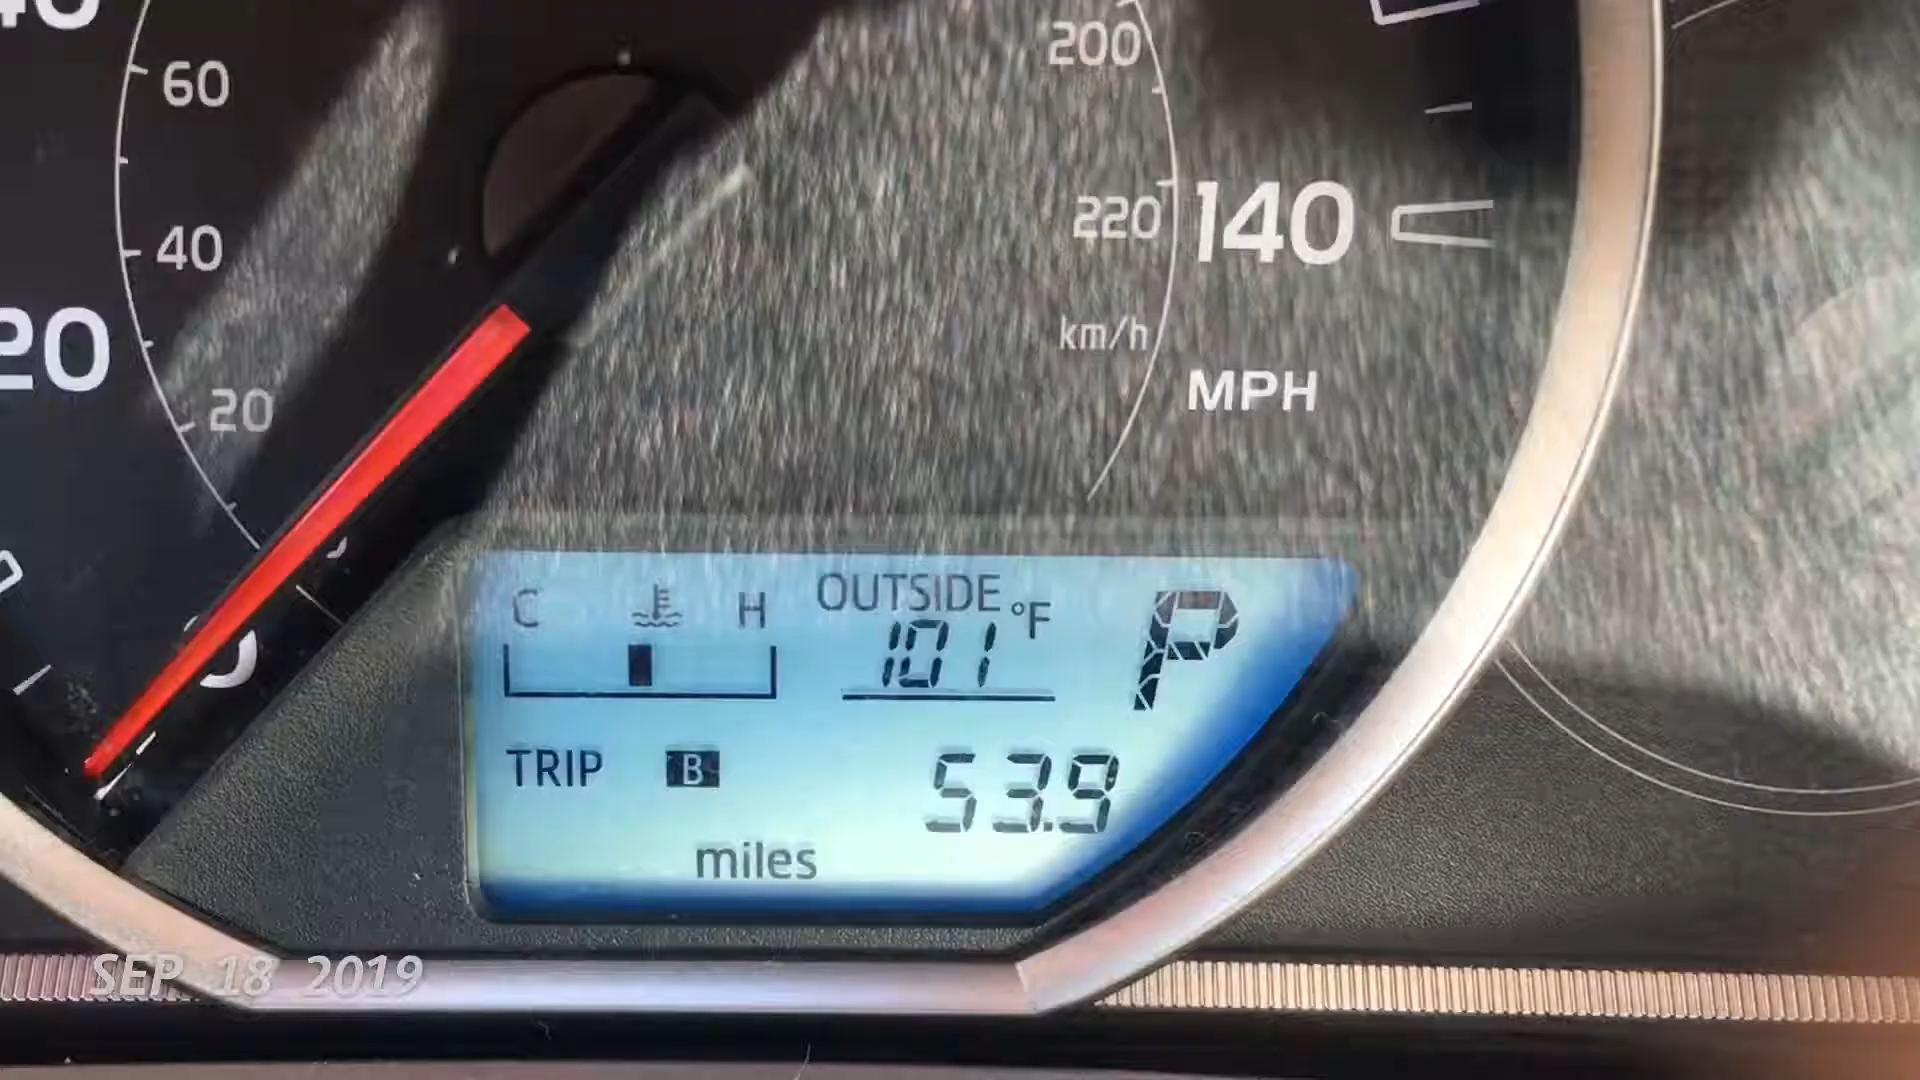 60
200
220 140
40
20
km/h
MPH
20
C H OUTSIDE
101 °F P
TRIP B 53.9
miles
SEP 18 2019